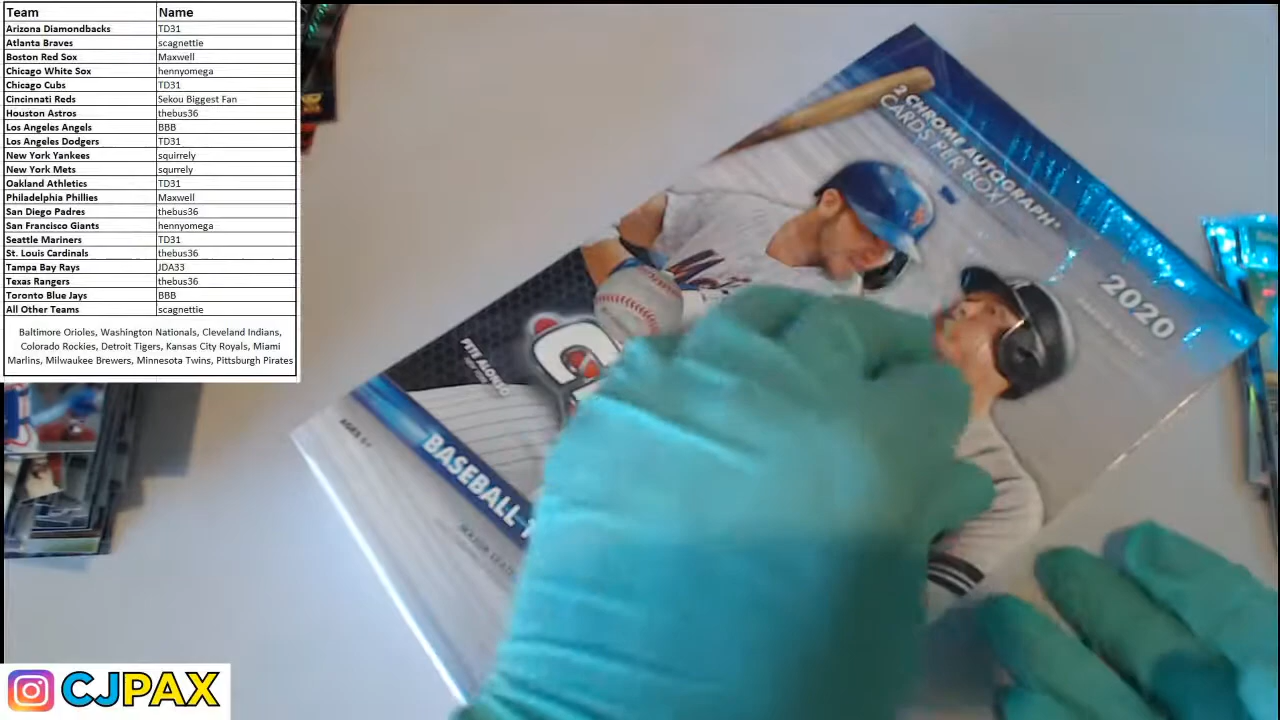 Team Name
Arizona Diamondbacks TD31
Atlanta Braves scagnettie
Boston Red Sox Maxwell
Chicago White Sox hennyomega
Chicago Cubs TD31
Cincinnati Reds Sekou Biggest Fan
Houston Astros thebus36
Los Angeles Angels BBB
Los Angeles Dodgers TD31
New York Yankees squirrely
New York Mets squrrely
Oakland Athletics TD31
Philadelphia Phillies Maxwell
San Diego Padres thebus36
San Francisco Giants hennyomega
Seattle Mariners TD31
St. Louis Cardinals thebus36
Tampa Bay Rays JDA33
Texas Rangers thebus36
Toronto Blue Jays BBB
All Other Teams scagnettie
Baltimore Orioles, Washington Nationals, Cleveland Indians,
Colorado Rockies, Detroit Tigers, Kansas City Royals, Miami
Marlins, Milwaukee Brewers, Minnesota Twins, Pittsburgh Pirates
2 CHROME AUTOGRAPH*
CARDS PER BOX!
2020
Mets
PETE ALONSO
AGES 6+
BASEBALL
CJPAX